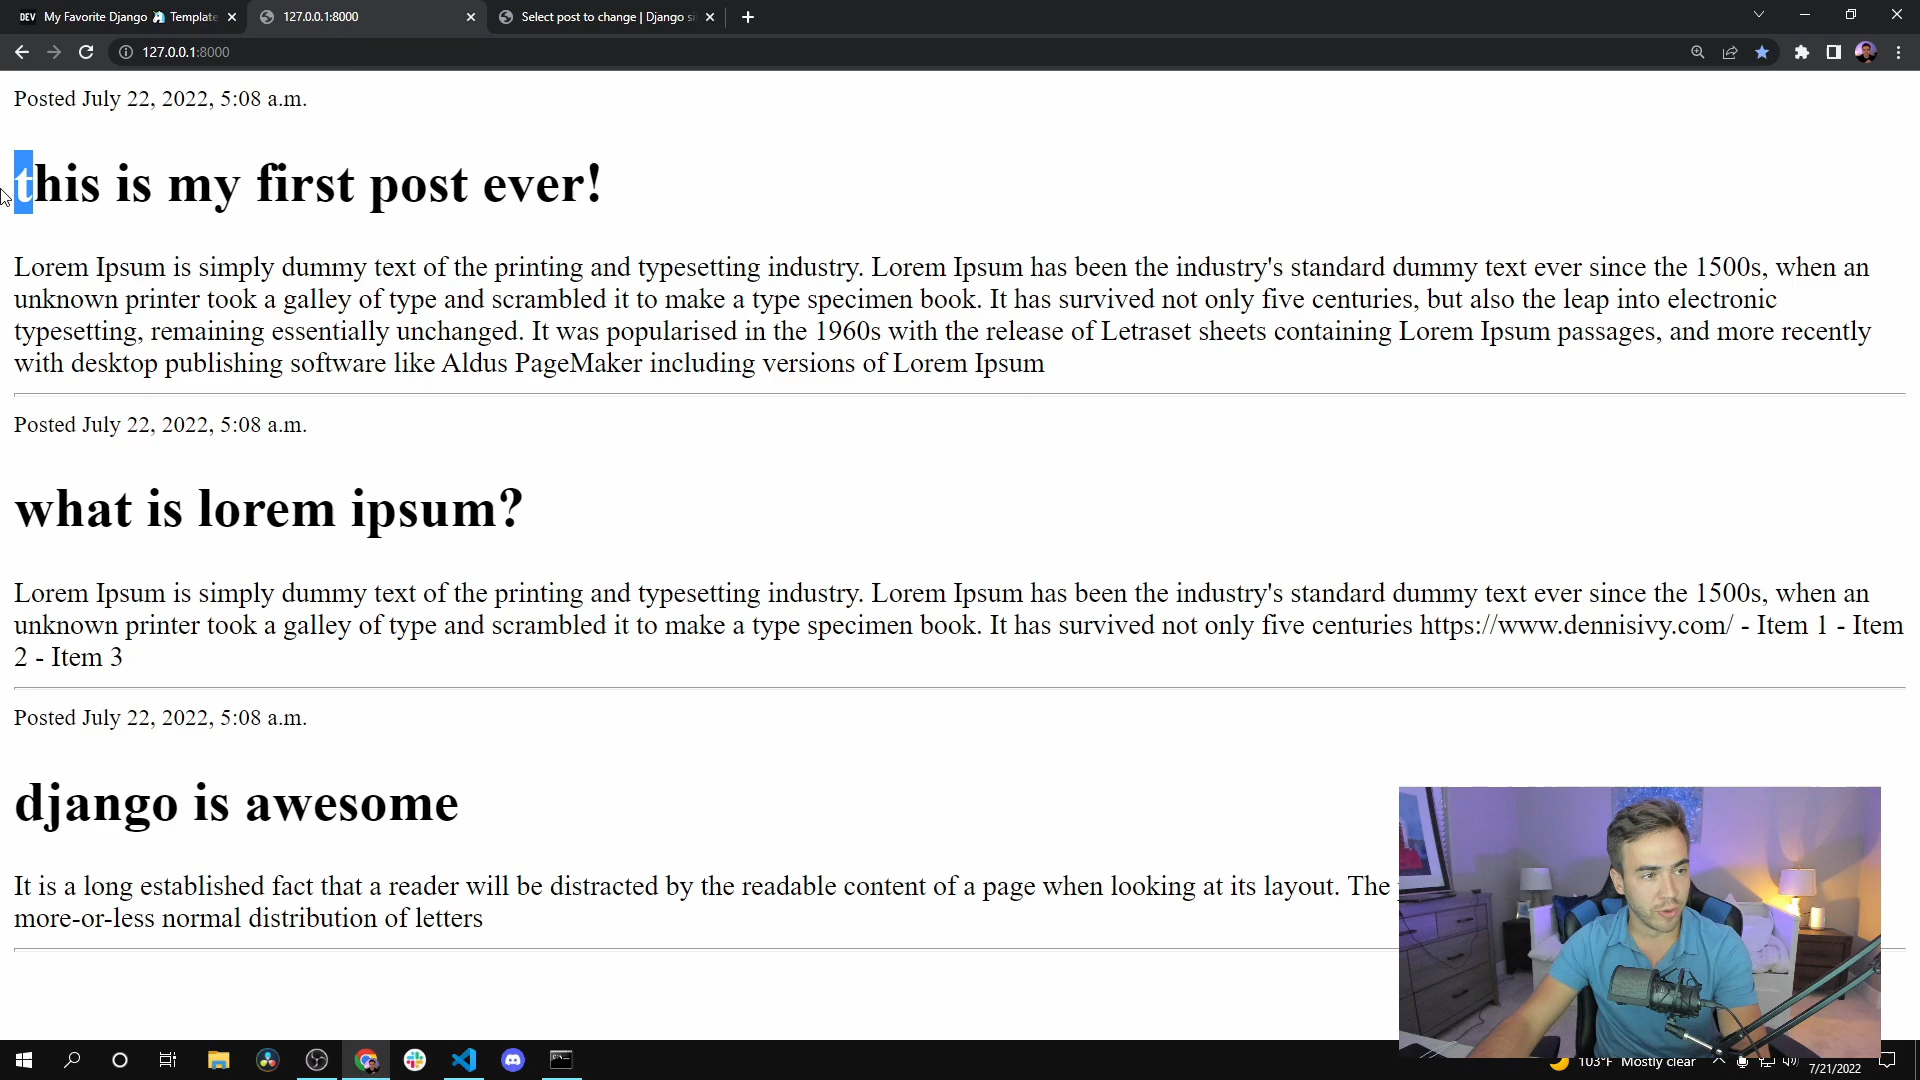 DEV My Favorite Django 🦄 Template
127.0.0.1:8000
Select post to change | Django si
127.0.0.1:8000
Posted July 22, 2022, 5:08 a.m.
this is my first post ever!
Lorem Ipsum is simply dummy text of the printing and typesetting industry. Lorem Ipsum has been the industry's standard dummy text ever since the 1500s, when an
unknown printer took a galley of type and scrambled it to make a type specimen book. It has survived not only five centuries, but also the leap into electronic
typesetting, remaining essentially unchanged. It was popularised in the 1960s with the release of Letraset sheets containing Lorem Ipsum passages, and more recently
with desktop publishing software like Aldus PageMaker including versions of Lorem Ipsum
Posted July 22, 2022, 5:08 a.m.
what is lorem ipsum?
Lorem Ipsum is simply dummy text of the printing and typesetting industry. Lorem Ipsum has been the industry's standard dummy text ever since the 1500s, when an
unknown printer took a galley of type and scrambled it to make a type specimen book. It has survived not only five centuries https://www.dennisivy.com/ - Item 1 - Item
2 - Item 3
Posted July 22, 2022, 5:08 a.m.
django is awesome
It is a long established fact that a reader will be distracted by the readable content of a page when looking at its layout. The
more-or-less normal distribution of letters
103°F Mostly clear
7/21/2022